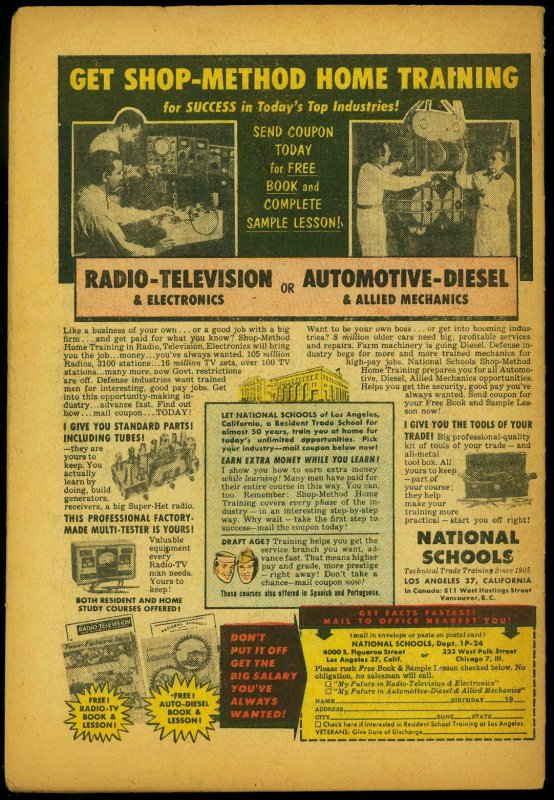 GET SHOP-METHOD HOME TRAINING
for SUCCESS in Today's Top Industries!
SEND COUPON
TODAY
for FREE
BOOK and
COMPLETE
SAMPLE LESSON!
RADIO-TELEVISION
& ELECTRONICS
OR
AUTOMOTIVE-DIESEL
& ALLIED MECHANICS
Like a business of your own . . . or a good job with a big
firm . . . and get paid for what you know? Shop-Method
Home Training in Radio, Television, Electronics will bring
you the job...money...you've always wanted. 105 million
Radios, 3100 stations...16 million TV sets, over 100 TV
stations...many more, now Govt. restrictions
are off. Defense industries want trained
men for interesting, good pay jobs. Get
into this opportunity-making in-
dustry...advance fast. Find out
how...mail coupon...TODAY!
I GIVE YOU STANDARD PARTS!
INCLUDING TUBES!
—they are
yours to
keep. You
actually
learn by
doing, build
generators,
receivers, a big Super-Het radio.
THIS PROFESSIONAL FACTORY-
MADE MULTI-TESTER IS YOURS!
Valuable
equipment
every
Radio-TV
man needs.
Yours to
keep!
BOTH RESIDENT AND HOME
STUDY COURSES OFFERED!
LET NATIONAL SCHOOLS of Los Angeles,
California, a Resident Trade School for
almost 50 years, train you at home for
today's unlimited opportunities. Pick
your industry—mail coupon below now!
EARN EXTRA MONEY WHILE YOU LEARN!
I show you how to earn extra money
while learning! Many men have paid for
their entire course in this way. You can,
too. Remember: Shop-Method Home
Training covers every phase of the in-
dustry — in an interesting step-by-step
way. Why wait – take the first step to
success—mail the coupon today!
DRAFT AGE? Training helps you get the
service branch you want, ad-
vance fast. That means higher
pay and grade, more prestige
– right away! Don't take a
chance—mail coupon now!
These courses also offered in Spanish and Portuguese.
Want to be your own boss . . . or get into booming indus-
tries? 8 million older cars need big, profitable services
and repairs. Farm machinery is going Diesel. Defense in-
dustry begs for more and more trained mechanics for
high-pay jobs. National Schools Shop-Method
Home Training prepares you for all Automo-
tive, Diesel, Allied Mechanics opportunities.
Helps you get the security, good pay you've
always wanted. Send coupon for
your Free Book and Sample Les-
son now!
I GIVE YOU THE TOOLS OF YOUR
TRADE! Big professional-quality
kit of tools of your trade – and
all-metal
tool box. All
yours to keep
–part of
your course;
they help
make your
training more
practical – start you off right!
NATIONAL
SCHOOLS
Technical Trade Training Since 1905
LOS ANGELES 37, CALIFORNIA
In Canada: 811 West Hastings Street
Vancouver, B.C.
RADIO-TELEVISION
NATIONAL SCHOOLS
FREE!
RADIO-TV
BOOK &
LESSON!
FREE!
AUTO-DIESEL
BOOK &
LESSON!
DON'T
PUT IT OFF
GET THE
BIG SALARY
YOU'VE
ALWAYS
WANTED!
GET FACTS FASTEST!
MAIL TO OFFICE NEAREST YOU!
(mail in envelope or paste on postal card)
NATIONAL SCHOOLS, Dept. 1P-24
4000 S. Figueroa Street or 323 West Polk Street
Los Angeles 37, Calif. Chicago 7, Ill.
Please rush Free Book & Sample Lesson checked below. No
obligation, no salesman will call.
"My Future in Radio-Television & Electronics"
"My Future in Automotive-Diesel & Allied Mechanics"
NAME BIRTHDAY 19
ADDRESS
CITY ZONE STATE
Check here if interested in Resident School Training at Los Angeles.
VETERANS: Give Date of Discharge